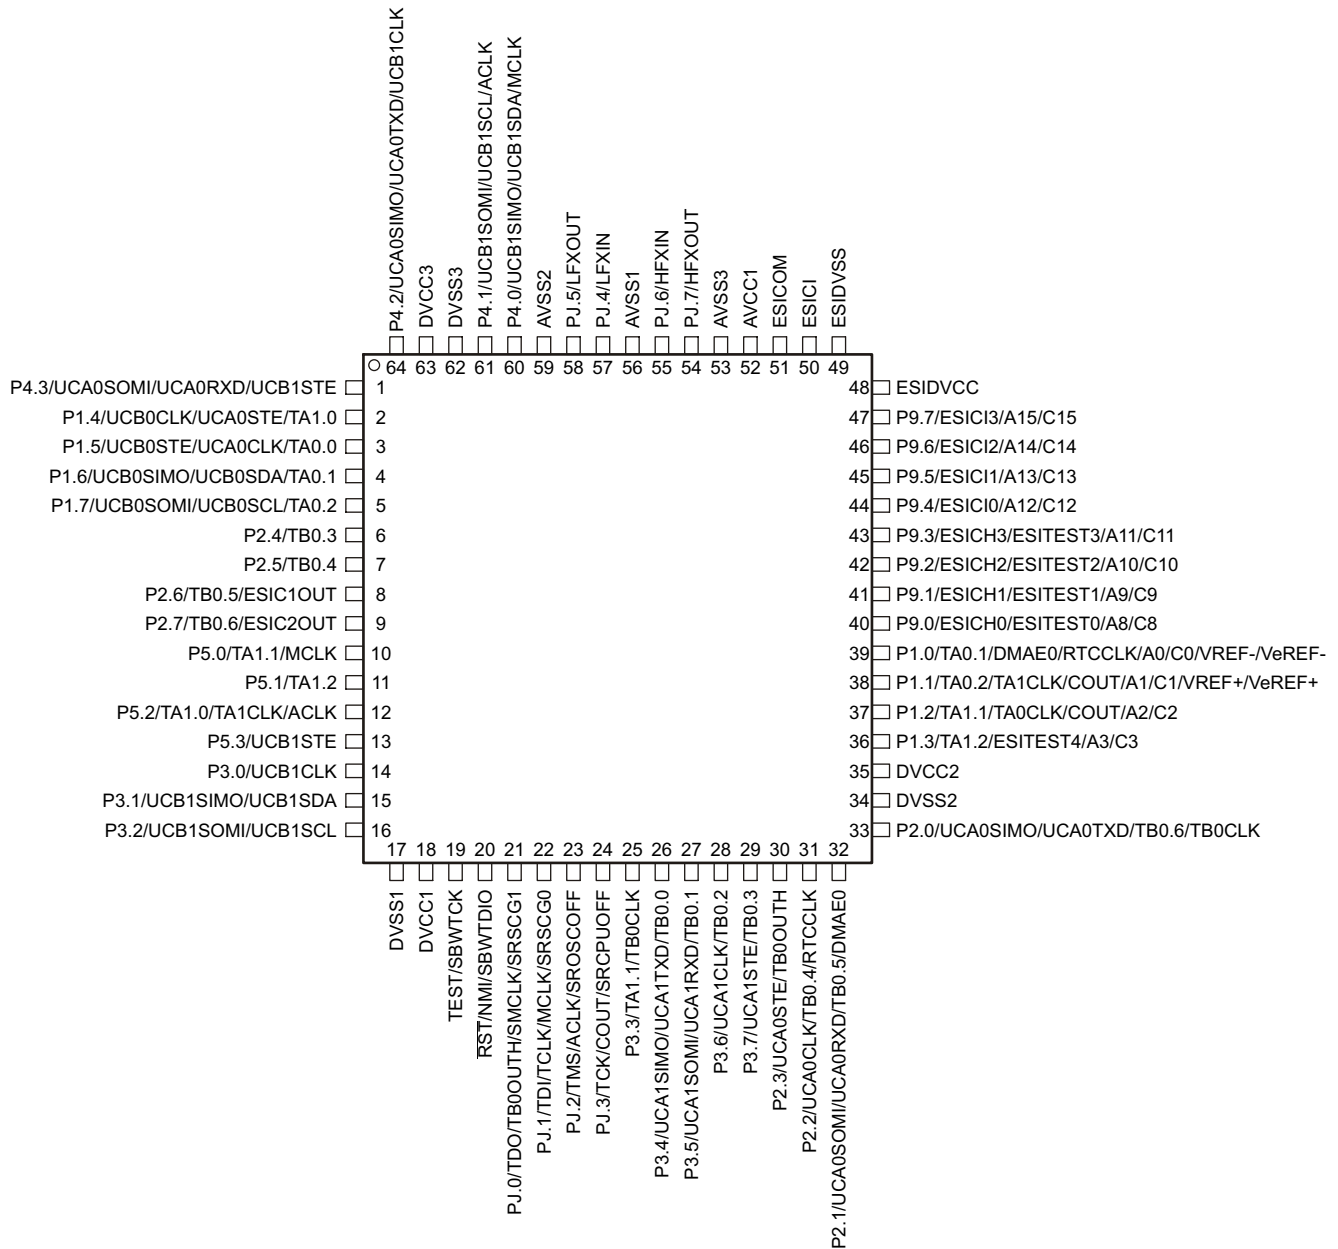 P4.2/UCA0SIMO/UCA0TXD/UCB1CLK
DVCC3
DVSS3
P4.1/UCB1SOMI/UCB1SCL/ACLK
P4.0/UCB1SIMO/UCB1SDA/MCLK
AVSS2
PJ.5/LFXOUT
PJ.4/LFXIN
AVSS1
PJ.6/HFXIN
PJ.7/HFXOUT
AVSS3
AVCC1
ESICOM
ESICI
ESIDVSS
64 63 62 61 60 59 58 57 56 55 54 53 52 51 50 49
P4.3/UCA0SOMI/UCA0RXD/UCB1STE 1
P1.4/UCB0CLK/UCA0STE/TA1.0 2
P1.5/UCB0STE/UCA0CLK/TA0.0 3
P1.6/UCB0SIMO/UCB0SDA/TA0.1 4
P1.7/UCB0SOMI/UCB0SCL/TA0.2 5
P2.4/TB0.3 6
P2.5/TB0.4 7
P2.6/TB0.5/ESIC1OUT 8
P2.7/TB0.6/ESIC2OUT 9
P5.0/TA1.1/MCLK 10
P5.1/TA1.2 11
P5.2/TA1.0/TA1CLK/ACLK 12
P5.3/UCB1STE 13
P3.0/UCB1CLK 14
P3.1/UCB1SIMO/UCB1SDA 15
P3.2/UCB1SOMI/UCB1SCL 16
48 ESIDVCC
47 P9.7/ESICI3/A15/C15
46 P9.6/ESICI2/A14/C14
45 P9.5/ESICI1/A13/C13
44 P9.4/ESICI0/A12/C12
43 P9.3/ESICH3/ESITEST3/A11/C11
42 P9.2/ESICH2/ESITEST2/A10/C10
41 P9.1/ESICH1/ESITEST1/A9/C9
40 P9.0/ESICH0/ESITEST0/A8/C8
39 P1.0/TA0.1/DMAE0/RTCCLK/A0/C0/VREF-/VeREF-
38 P1.1/TA0.2/TA1CLK/COUT/A1/C1/VREF+/VeREF+
37 P1.2/TA1.1/TA0CLK/COUT/A2/C2
36 P1.3/TA1.2/ESITEST4/A3/C3
35 DVCC2
34 DVSS2
33 P2.0/UCA0SIMO/UCA0TXD/TB0.6/TB0CLK
17 18 19 20 21 22 23 24 25 26 27 28 29 30 31 32
DVSS1
DVCC1
TEST/SBWTCK
RST/NMI/SBWTDIO
PJ.0/TDO/TB0OUTH/SMCLK/SRSCG1
PJ.1/TDI/TCLK/MCLK/SRSCG0
PJ.2/TMS/ACLK/SROSCOFF
PJ.3/TCK/COUT/SRCPUOFF
P3.3/TA1.1/TB0CLK
P3.4/UCA1SIMO/UCA1TXD/TB0.0
P3.5/UCA1SOMI/UCA1RXD/TB0.1
P3.6/UCA1CLK/TB0.2
P3.7/UCA1STE/TB0.3
P2.3/UCA0STE/TB0OUTH
P2.2/UCA0CLK/TB0.4/RTCCLK
P2.1/UCA0SOMI/UCA0RXD/TB0.5/DMAE0